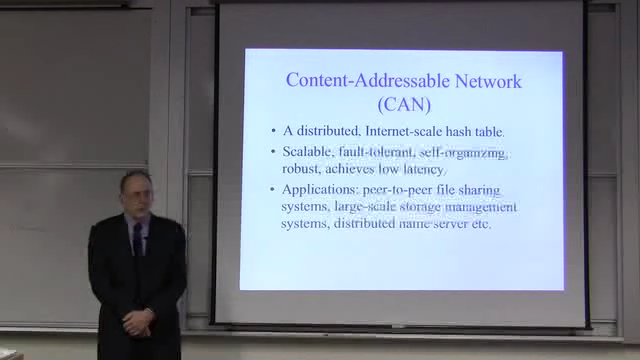 Content-Addressable Network
(CAN)
• A distributed, Internet-scale hash table.
• Scalable, fault-tolerant, self-organizing,
robust, achieves low latency.
• Applications: peer-to-peer file sharing
systems, large-scale storage management
systems, distributed name server etc.